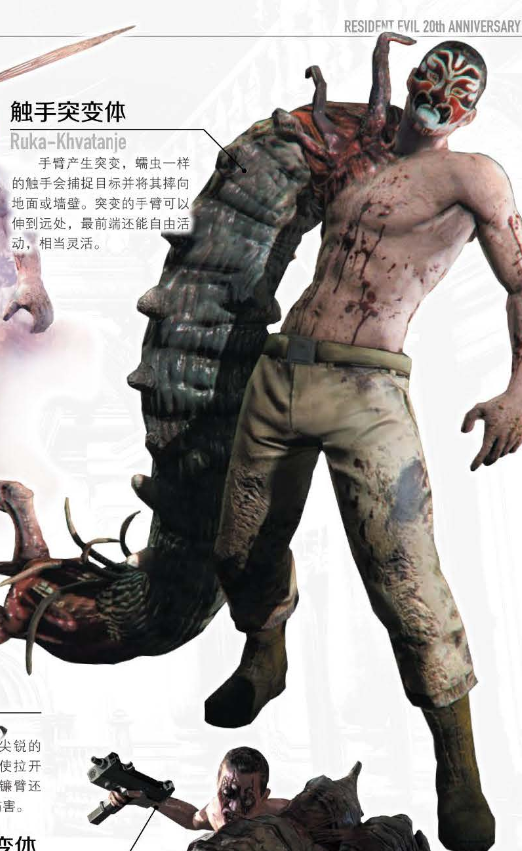 RESIDENT EVIL 20th ANNIVERSARY
触手突变体
Ruka-Khvatanje
手臂产生突变，蠕虫一样
的触手会捕捉目标并将其摔向
地面或墙壁。突变的手臂可以
伸到远处，最前端还能自由活
动，相当灵活。
尖锐的
使拉开
镰臂还
害。
变体